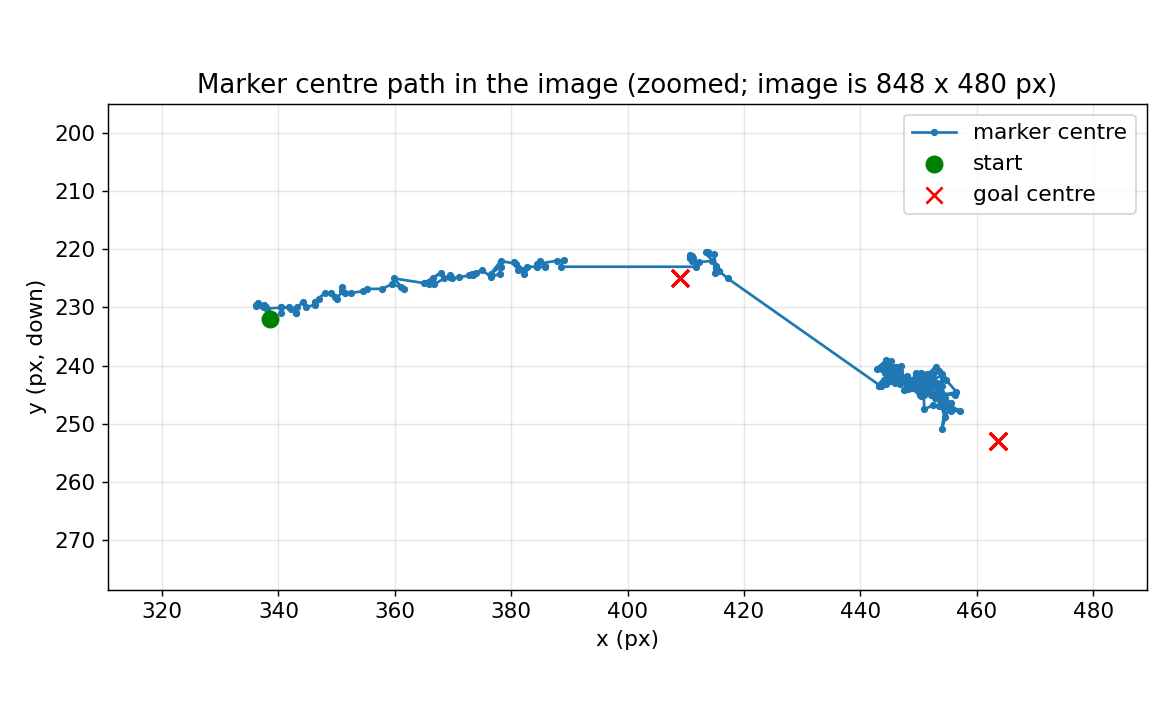 Marker centre path in the image (zoomed; image is 848 x 480 px)
marker centre
start
goal centre
200
210
220
230
240
250
260
270
y (px, down)
320 340 360 380 400 420 440 460 480
x (px)